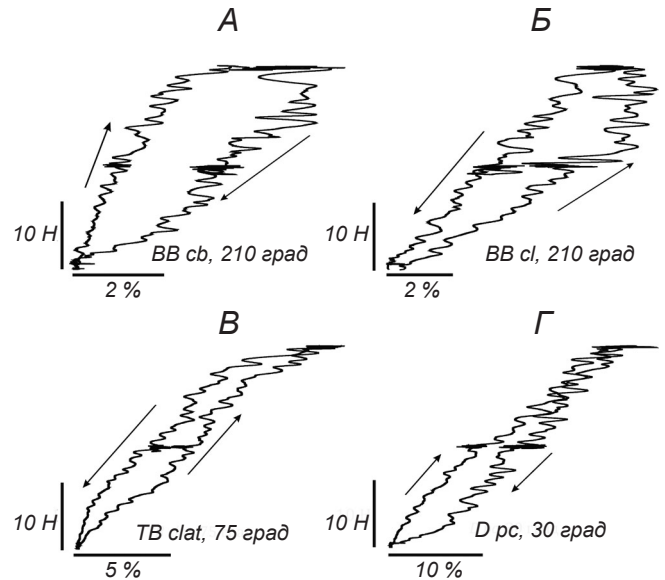 А
Б
10 Н
BB cb, 210 град
2 %
10 Н
BB cl, 210 град
2 %
В
Г
10 Н
TB clat, 75 град
5 %
10 Н
D pc, 30 град
10 %